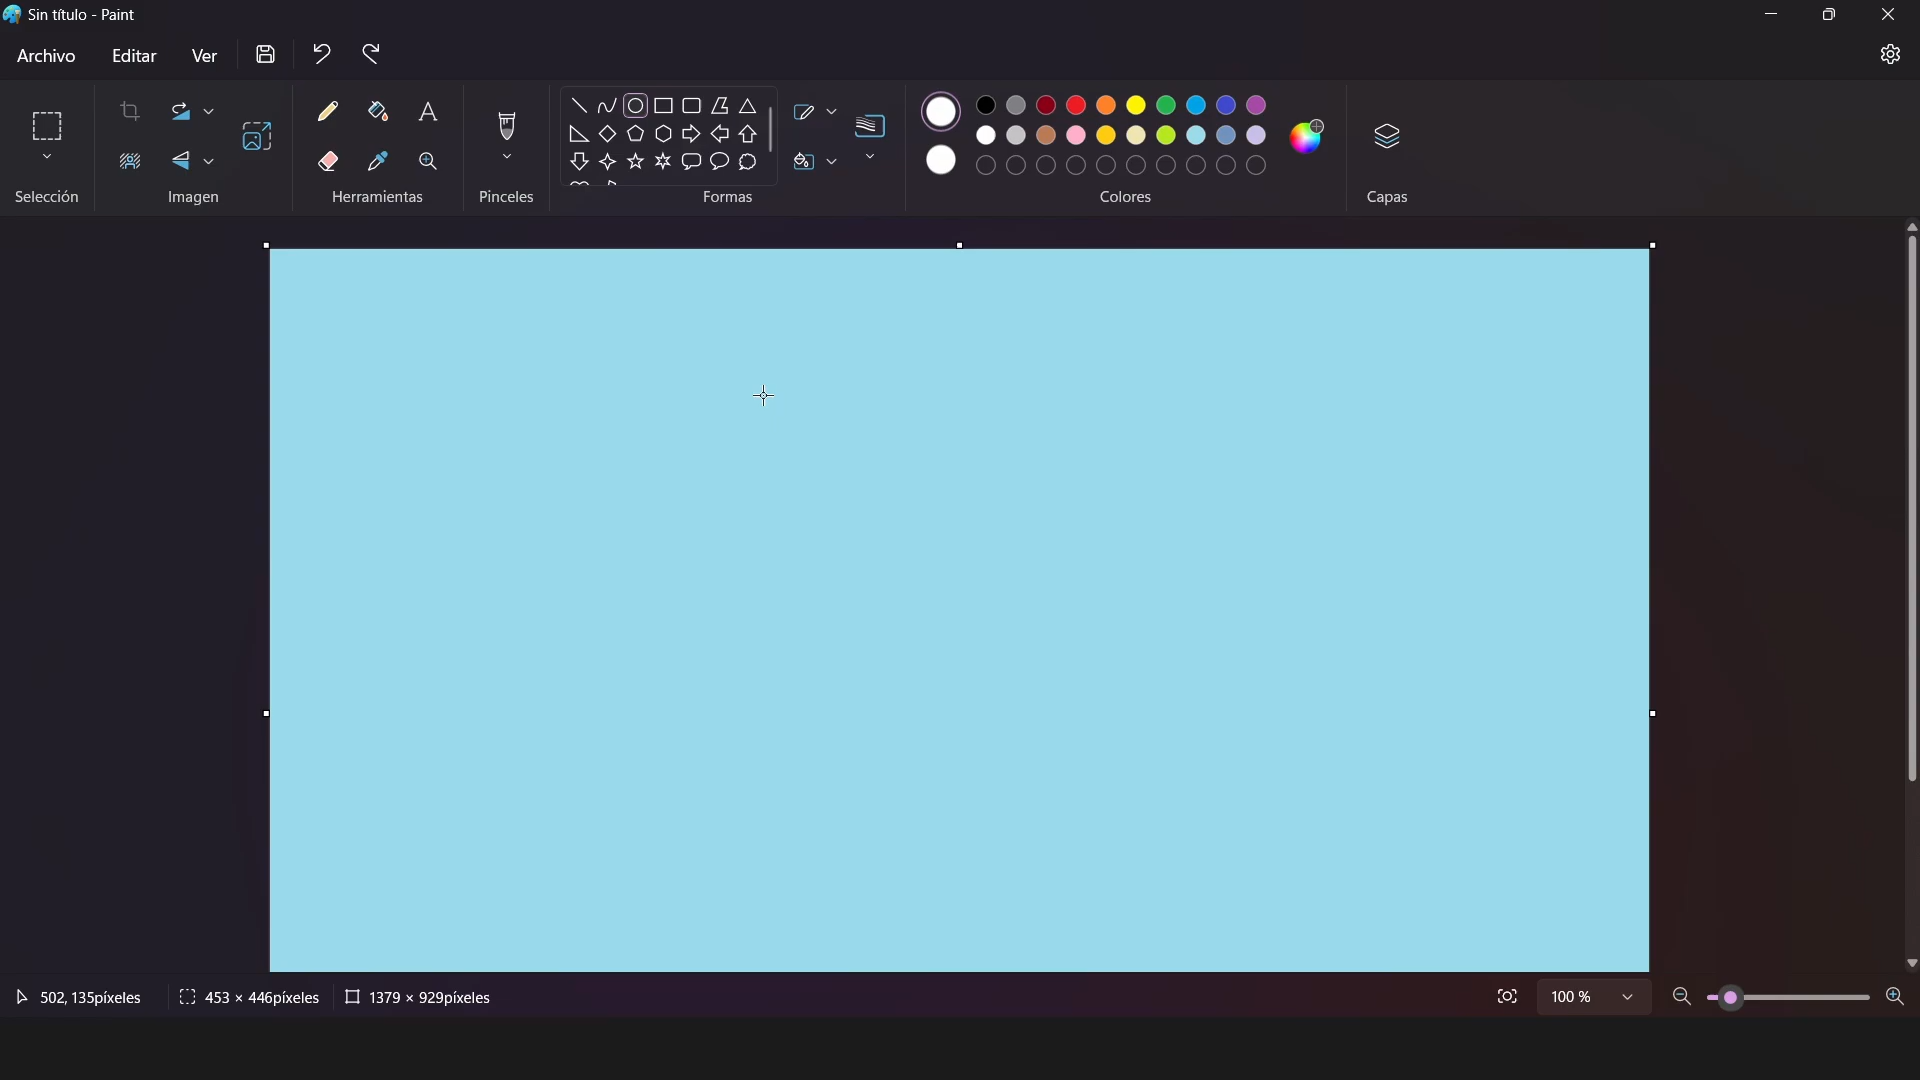 Sin título - Paint
Archivo Editar Ver
Selección Imagen Herramientas Pinceles Formas Colores Capas
502, 135píxeles 453 × 446píxeles 1379 × 929píxeles 100 %